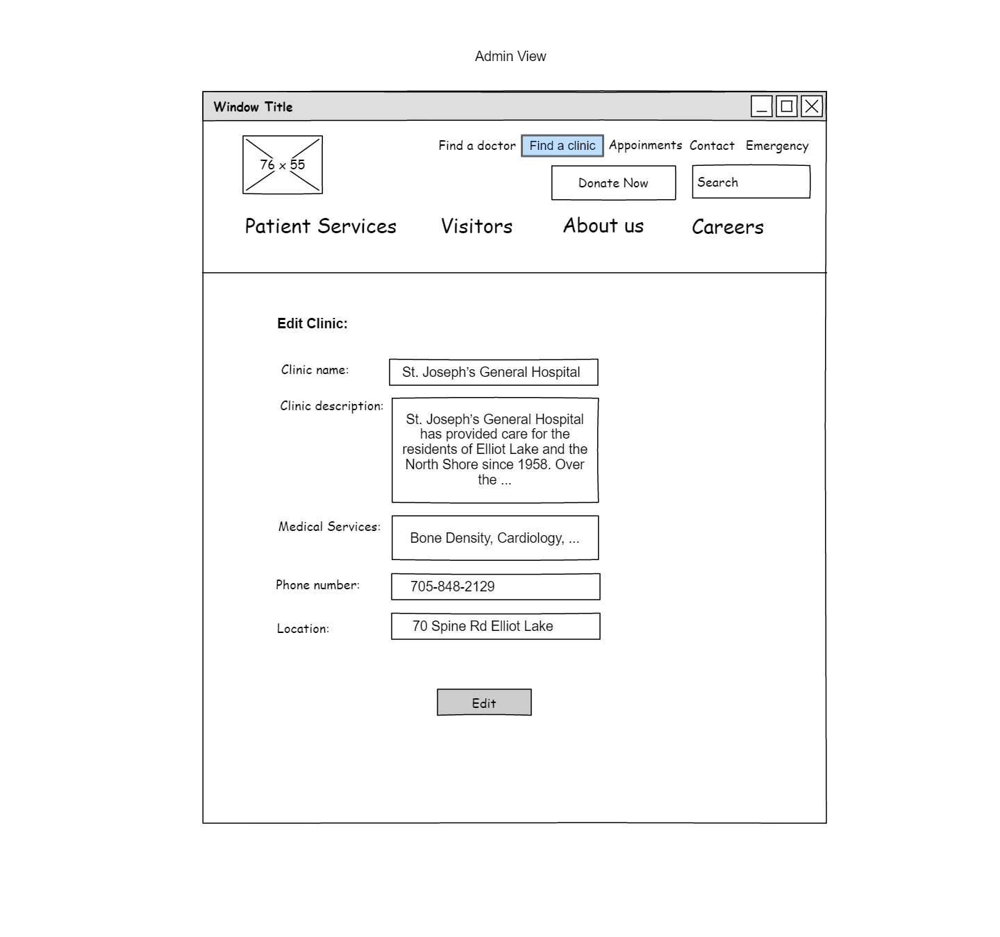 Admin View
Window Title
76 x 55
Find a doctor Find a clinic Appoinments Contact Emergency
Donate Now Search
Patient Services Visitors About us Careers
Edit Clinic:
Clinic name: St. Joseph's General Hospital
Clinic description:
St. Joseph's General Hospital
has provided care for the
residents of Elliot Lake and the
North Shore since 1958. Over
the ...
Medical Services: Bone Density, Cardiology, ...
Phone number: 705-848-2129
Location: 70 Spine Rd Elliot Lake
Edit